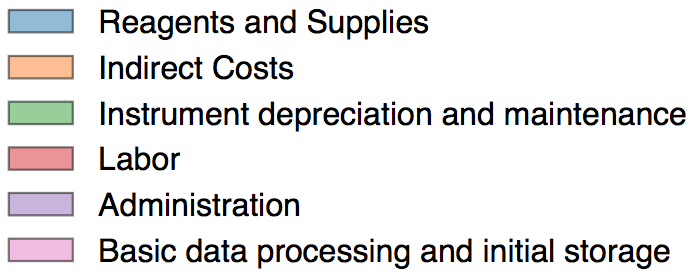 Reagents and Supplies
Indirect Costs
Instrument depreciation and maintenance
Labor
Administration
Basic data processing and initial storage